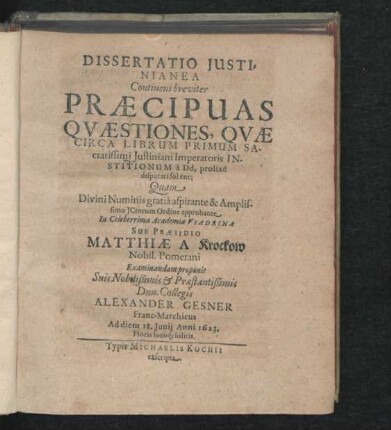 DISSERTATIO JUSTI-
NIANEA
Continens breviter
PRÆCIPUAS
QVÆSTIONES, QVÆ
CIRCA LIBRUM PRIMUM SA-
cratissimi Justiniani Imperatoris IN-
STITIONUM à Dd. prolixè
disputari solent;
Quam
Divini Numinis gratiâ aspirante & Amplis-
simo JCtorum Ordine approbante
In Celeberrima Academia VIADRINA
SUB PRÆSIDIO
MATTHIÆ A Krockow
Nobil. Pomerani
Examinandam proponit
Suis Nobilissimis & Præstantissimis
Dnn. Collegis
ALEXANDER GESNER
Franc-Marchicus
Ad diem 18. Junij Anni 1623.
horis locoq; solitis.
Typis MICHAELIS KOCHII
exscripta.